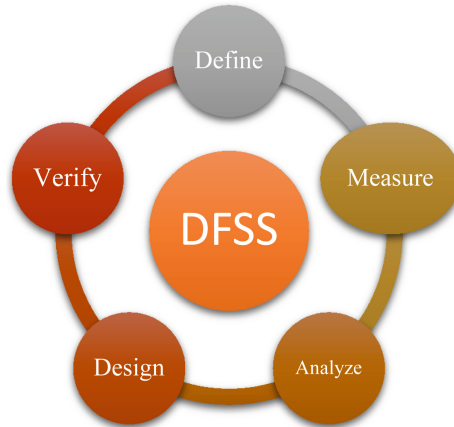 Define
Measure
Analyze
Design
Verify
DFSS